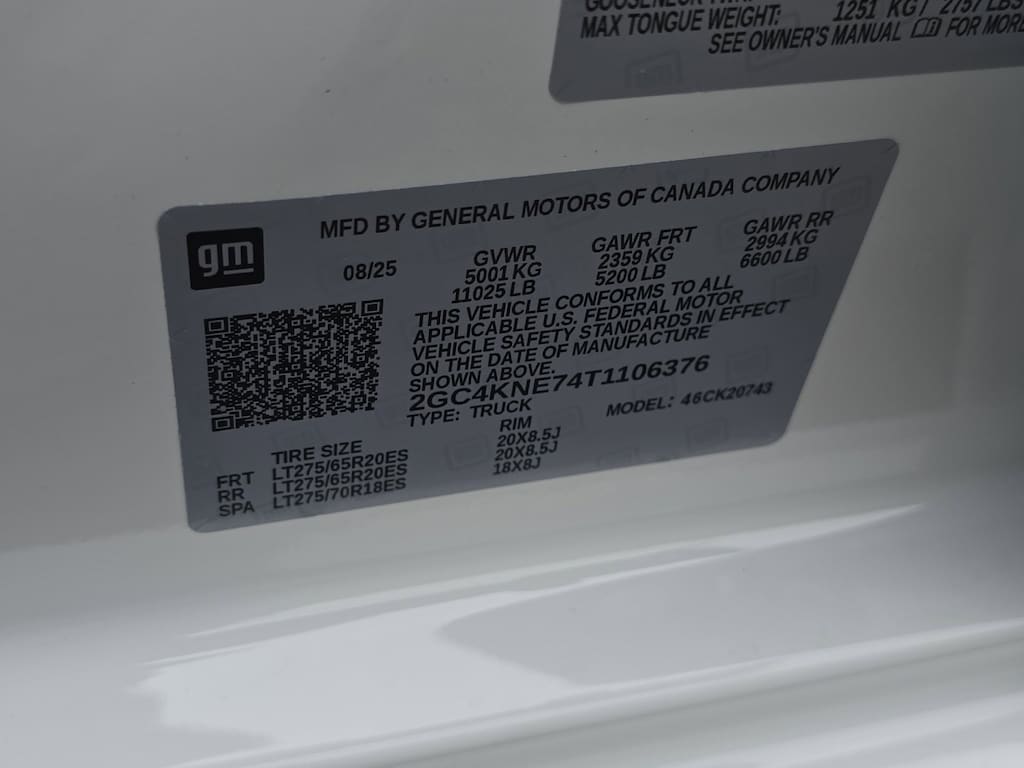 MAX TONGUE WEIGHT: 1251 KG / 2757 LBS
SEE OWNER'S MANUAL FOR MORE
gm
MFD BY GENERAL MOTORS OF CANADA COMPANY
08/25 GVWR GAWR FRT GAWR RR
5001 KG 2359 KG 2994 KG
11025 LB 5200 LB 6600 LB
THIS VEHICLE CONFORMS TO ALL
APPLICABLE U.S. FEDERAL MOTOR
VEHICLE SAFETY STANDARDS IN EFFECT
ON THE DATE OF MANUFACTURE
SHOWN ABOVE.
2GC4KNE74T1106376
TYPE: TRUCK MODEL: 46CK20743
TIRE SIZE RIM
FRT LT275/65R20ES 20X8.5J
RR LT275/65R20ES 20X8.5J
SPA LT275/70R18ES 18X8J